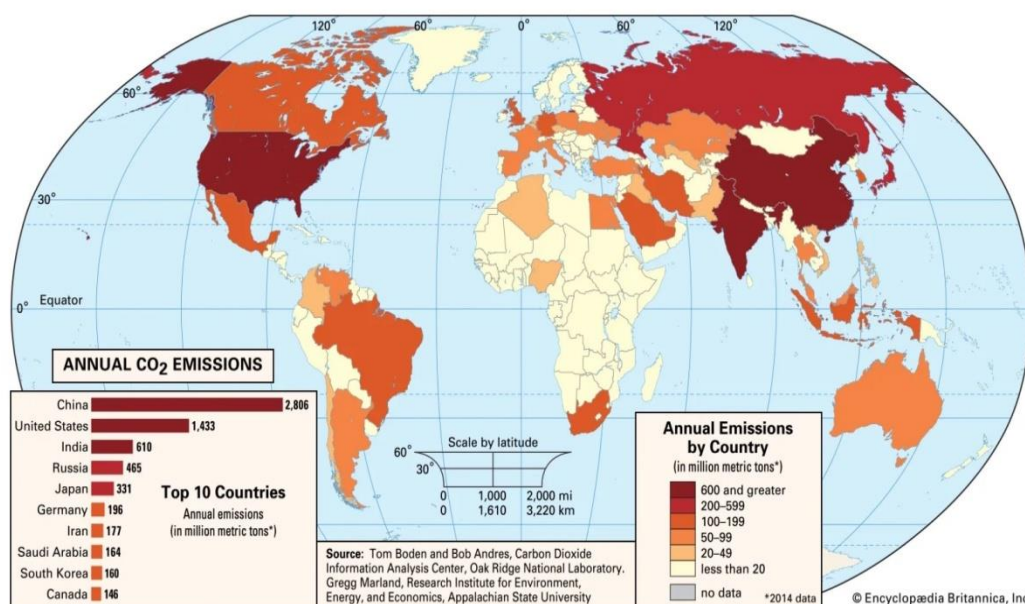 120° 60° 0° 60° 120°
60°
30°
Equator
0°
ANNUAL CO₂ EMISSIONS
China 2,806
United States 1,433
India 610
Russia 465
Japan 331
Germany 196
Iran 177
Saudi Arabia 164
South Korea 160
Canada 146
Top 10 Countries
Annual emissions
(in million metric tons*)
Scale by latitude
60°
30°
0 1,000 2,000 mi
0 1,610 3,220 km
Source: Tom Boden and Bob Andres, Carbon Dioxide
Information Analysis Center, Oak Ridge National Laboratory.
Gregg Marland, Research Institute for Environment,
Energy, and Economics, Appalachian State University
Annual Emissions
by Country
(in million metric tons*)
600 and greater
200–599
100–199
50–99
20–49
less than 20
no data
*2014 data
© Encyclopædia Britannica, Inc